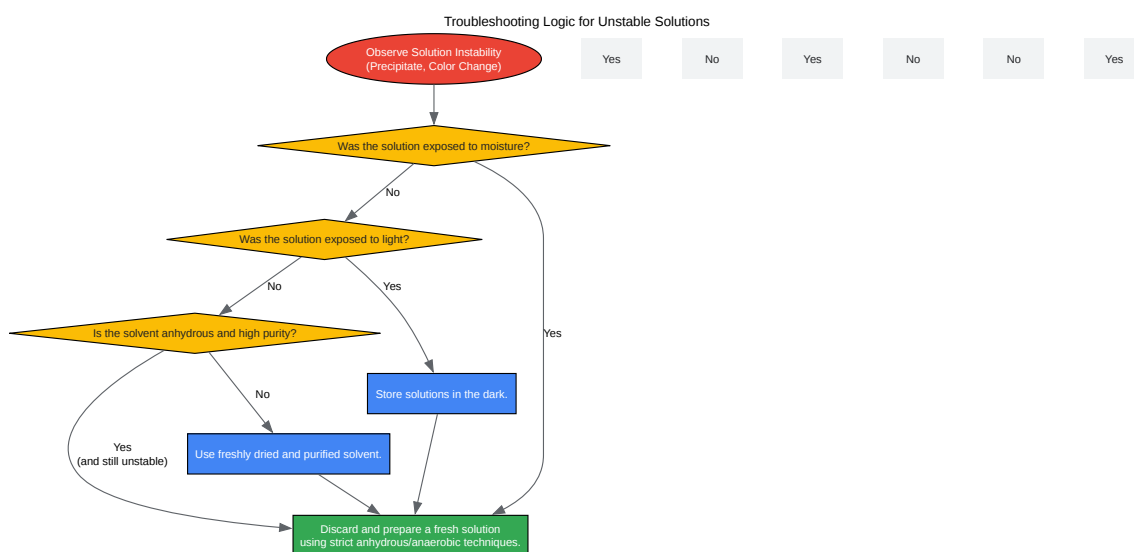 Troubleshooting Logic for Unstable Solutions
Observe Solution Instability
(Precipitate, Color Change)
Yes
No
Yes
No
No
Yes
Was the solution exposed to moisture?
No
Was the solution exposed to light?
No
Yes
Is the solvent anhydrous and high purity?
Yes
No
Store solutions in the dark.
Yes
(and still unstable)
Use freshly dried and purified solvent.
Discard and prepare a fresh solution
using strict anhydrous/anaerobic techniques.